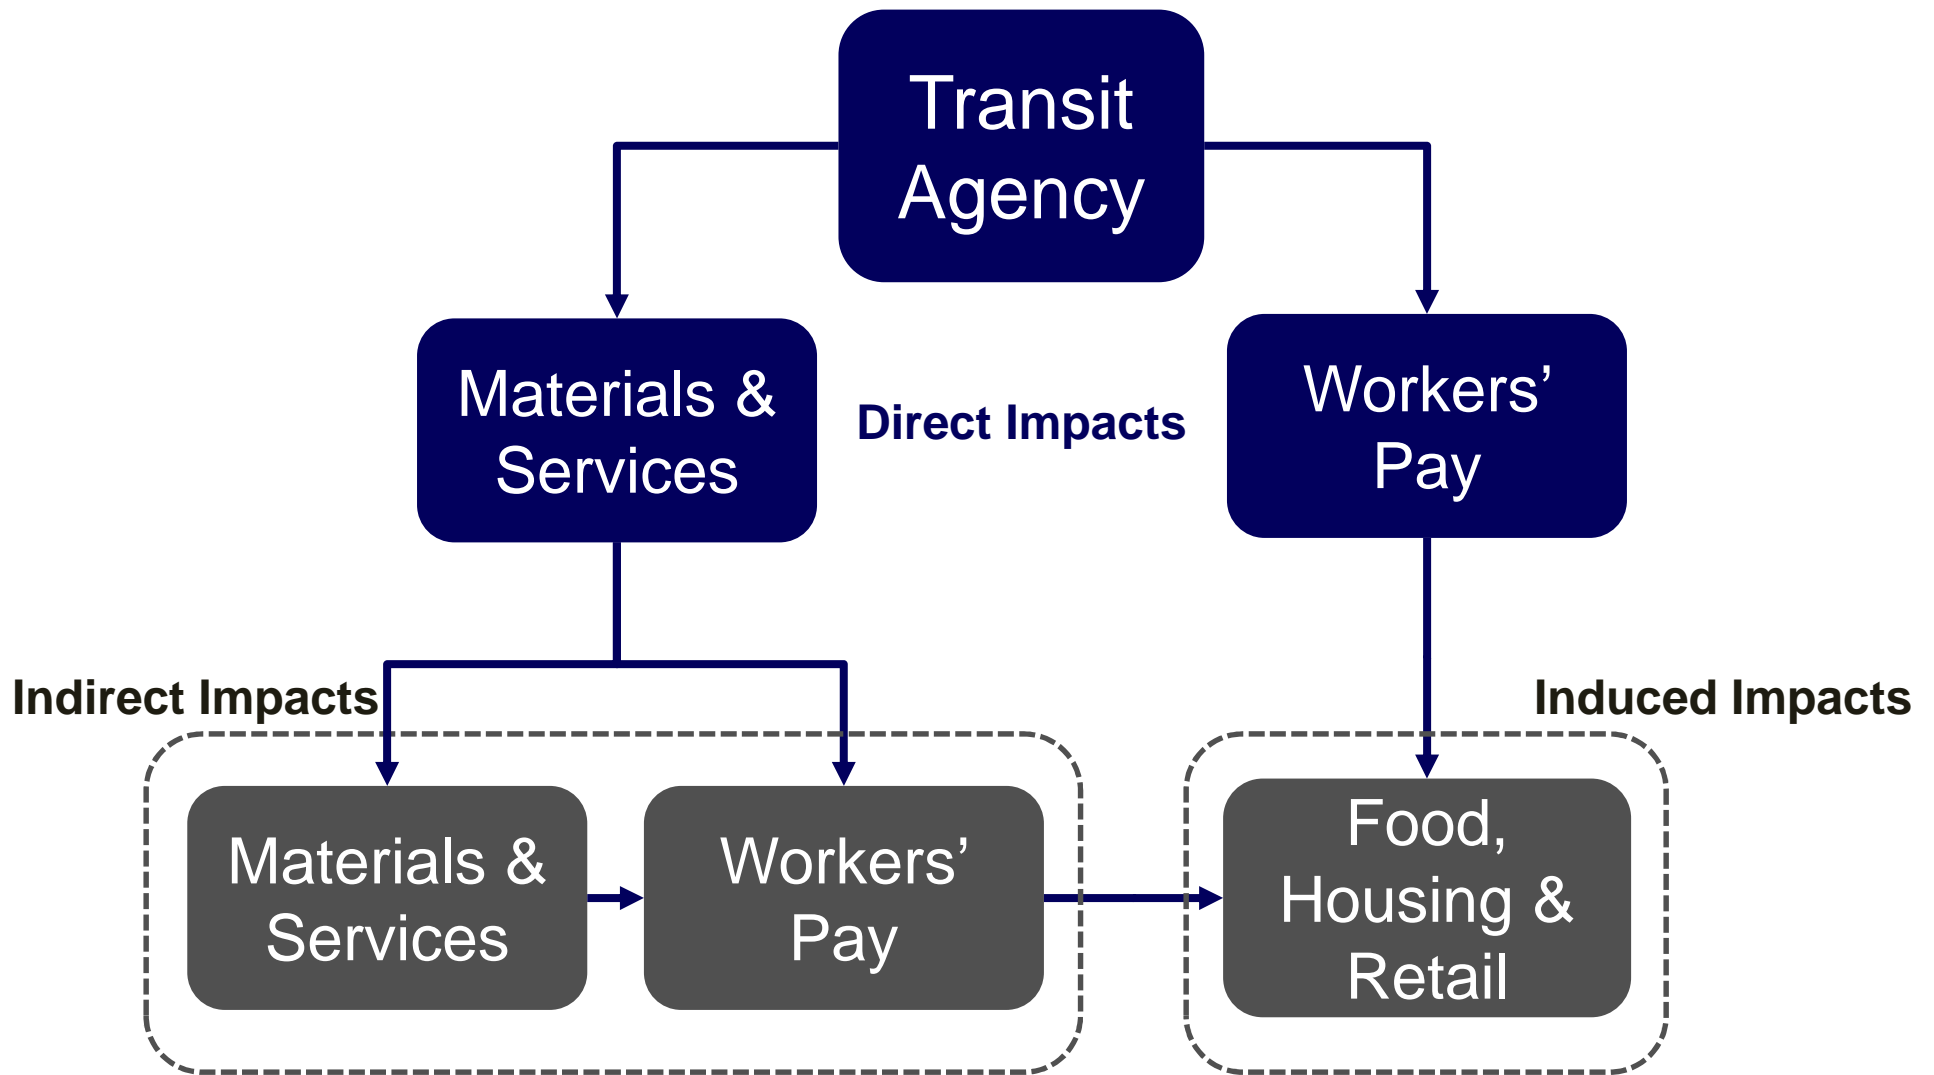 Transit
Agency
Materials &
Services
Direct Impacts
Workers’
Pay
Indirect Impacts
Induced Impacts
Materials &
Services
Workers’
Pay
Food,
Housing &
Retail